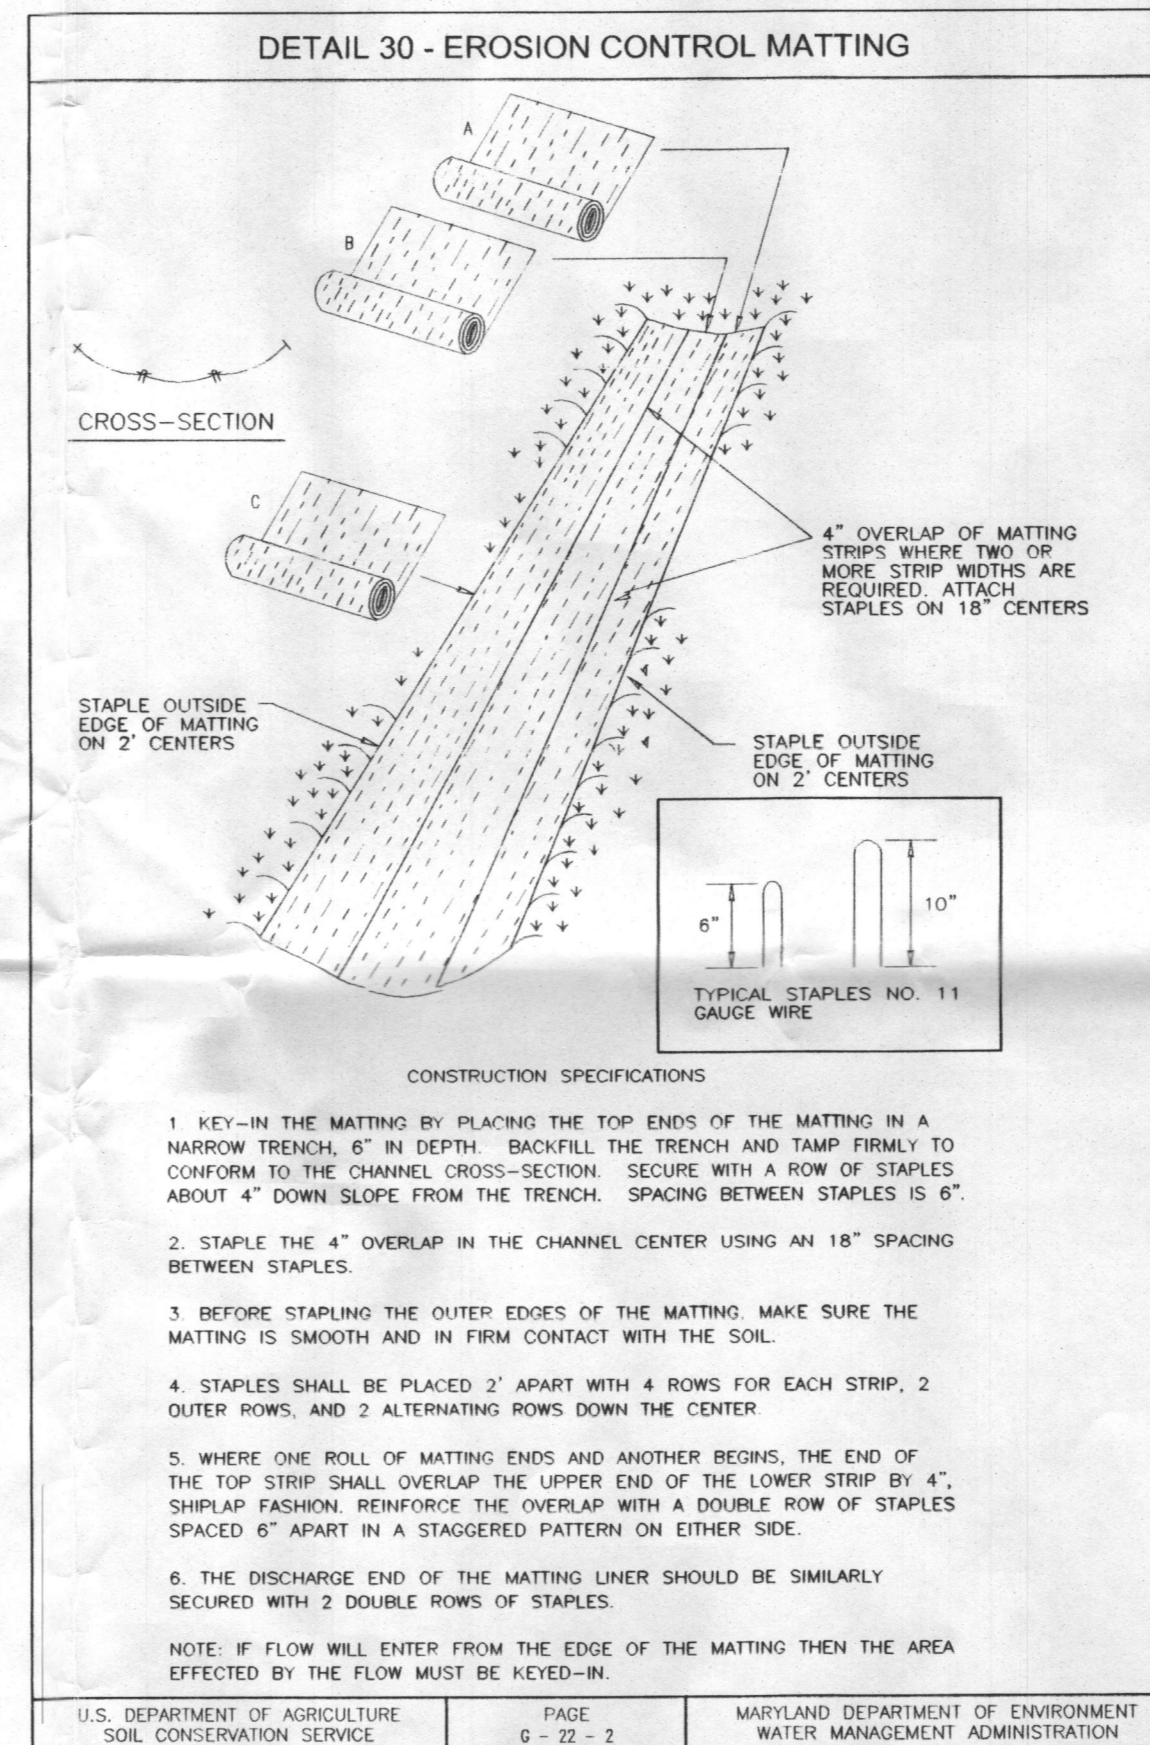 DETAIL 30 - EROSION CONTROL MATTING
A
B
CROSS-SECTION
C
4" OVERLAP OF MATTING
STRIPS WHERE TWO OR
MORE STRIP WIDTHS ARE
REQUIRED. ATTACH
STAPLES ON 18" CENTERS
STAPLE OUTSIDE
EDGE OF MATTING
ON 2' CENTERS
STAPLE OUTSIDE
EDGE OF MATTING
ON 2' CENTERS
6"
10"
TYPICAL STAPLES NO. 11
GAUGE WIRE
CONSTRUCTION SPECIFICATIONS
1. KEY-IN THE MATTING BY PLACING THE TOP ENDS OF THE MATTING IN A
NARROW TRENCH, 6" IN DEPTH. BACKFILL THE TRENCH AND TAMP FIRMLY TO
CONFORM TO THE CHANNEL CROSS-SECTION. SECURE WITH A ROW OF STAPLES
ABOUT 4" DOWN SLOPE FROM THE TRENCH. SPACING BETWEEN STAPLES IS 6".
2. STAPLE THE 4" OVERLAP IN THE CHANNEL CENTER USING AN 18" SPACING
BETWEEN STAPLES.
3. BEFORE STAPLING THE OUTER EDGES OF THE MATTING, MAKE SURE THE
MATTING IS SMOOTH AND IN FIRM CONTACT WITH THE SOIL.
4. STAPLES SHALL BE PLACED 2' APART WITH 4 ROWS FOR EACH STRIP, 2
OUTER ROWS, AND 2 ALTERNATING ROWS DOWN THE CENTER.
5. WHERE ONE ROLL OF MATTING ENDS AND ANOTHER BEGINS, THE END OF
THE TOP STRIP SHALL OVERLAP THE UPPER END OF THE LOWER STRIP BY 4",
SHIPLAP FASHION. REINFORCE THE OVERLAP WITH A DOUBLE ROW OF STAPLES
SPACED 6" APART IN A STAGGERED PATTERN ON EITHER SIDE.
6. THE DISCHARGE END OF THE MATTING LINER SHOULD BE SIMILARLY
SECURED WITH 2 DOUBLE ROWS OF STAPLES.
NOTE: IF FLOW WILL ENTER FROM THE EDGE OF THE MATTING THEN THE AREA
EFFECTED BY THE FLOW MUST BE KEYED-IN.
U.S. DEPARTMENT OF AGRICULTURE
SOIL CONSERVATION SERVICE
PAGE
G - 22 - 2
MARYLAND DEPARTMENT OF ENVIRONMENT
WATER MANAGEMENT ADMINISTRATION